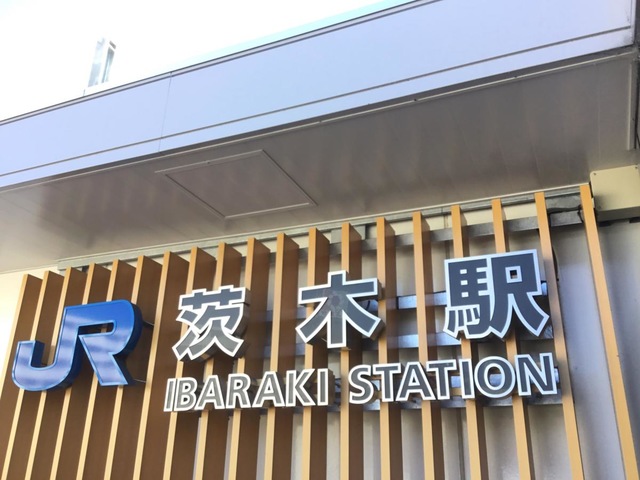 JR 茨木駅
IBARAKI STATION